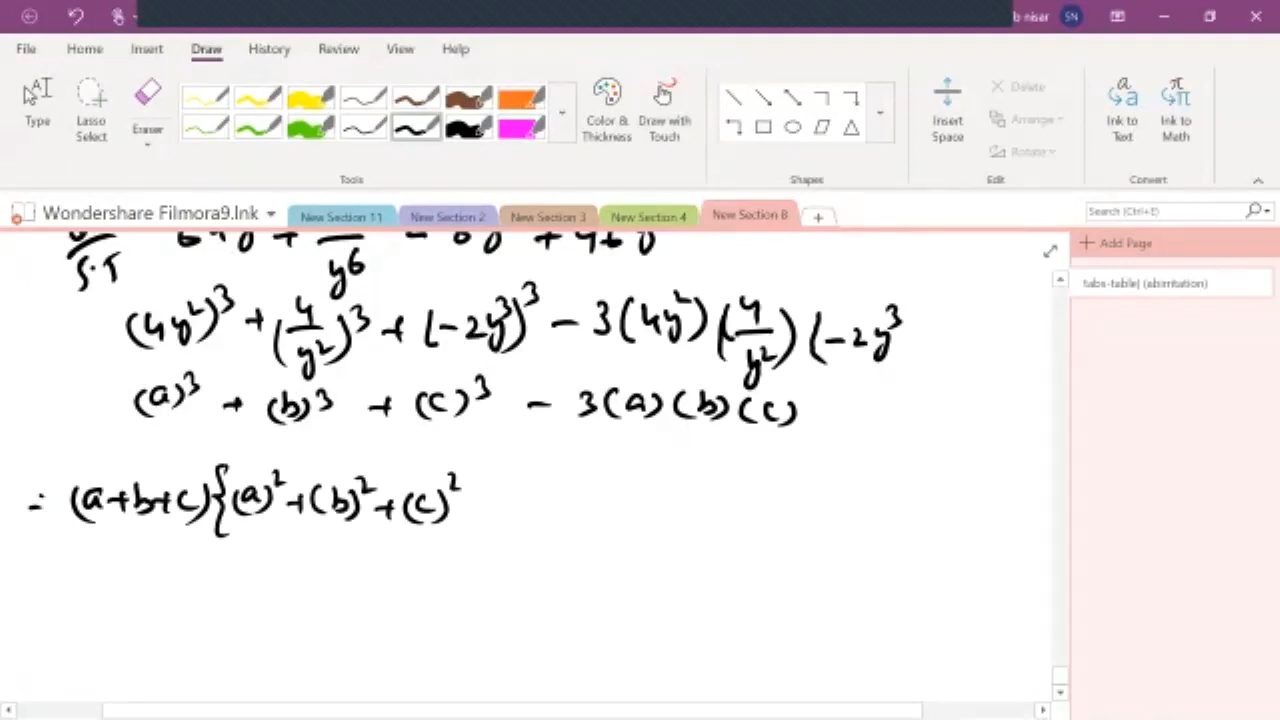 b nisar SN
File Home Insert Draw History Review View Help
Type
Lasso Select
Eraser
Color & Thickness
Draw with Touch
Insert Space
Delete
Arrange
Rotate
a a Ink to Text
π π Ink to Math
Tools Shapes Edit Convert
Wondershare Filmora9.lnk New Section 11 New Section 2 New Section 3 New Section 4 New Section 8 + Search (Ctrl+E)
+ Add Page
y⁶
(4y²)³ + (4/y²)³ + (-2y³)³ - 3(4y²)(4/y²)(-2y³
(a)³ + (b)³ + (c)³ - 3(a)(b)(c)
= (a+b+c){(a)²+(b)²+(c)²